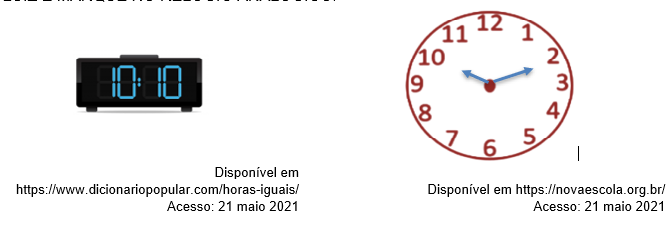 10:10
12
11
1
10
2
9
3
8
4
7
5
6
Disponível em
https://www.dicionariopopular.com/horas-iguais/
Acesso: 21 maio 2021
Disponível em https://novaescola.org.br/
Acesso: 21 maio 2021